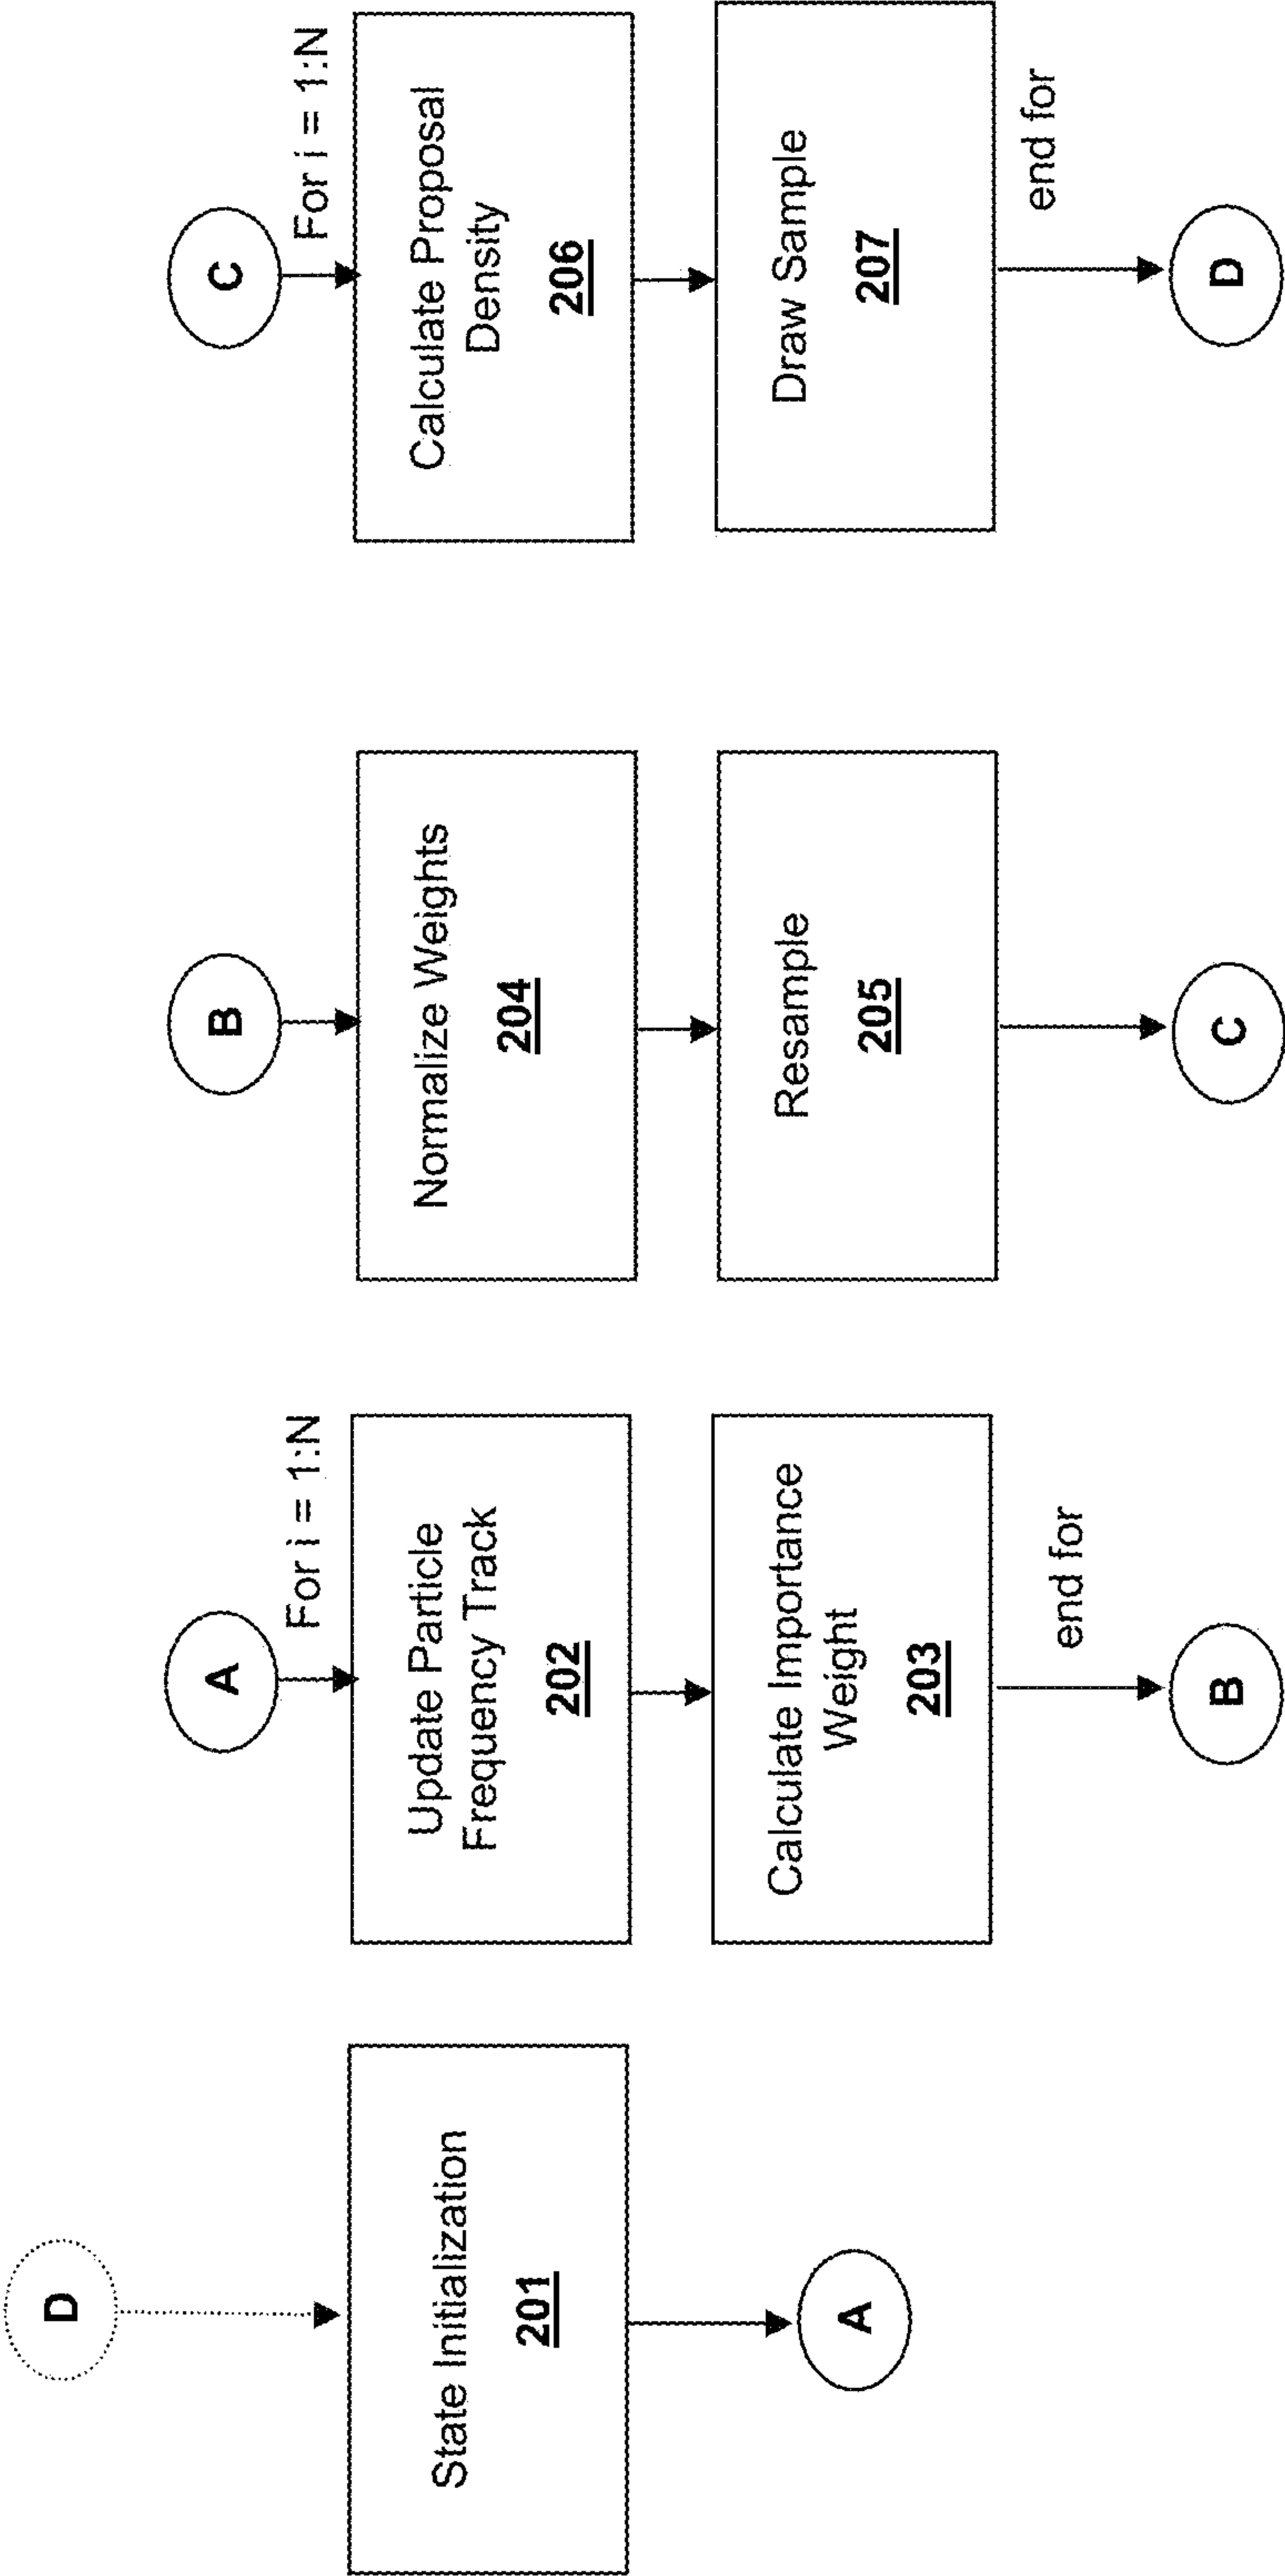 D
State Initialization
201
A
A
For i = 1:N
Update Particle
Frequency Track
202
Calculate Importance
Weight
203
end for
B
B
Normalize Weights
204
Resample
205
C
C
For i = 1:N
Calculate Proposal
Density
206
Draw Sample
207
end for
D